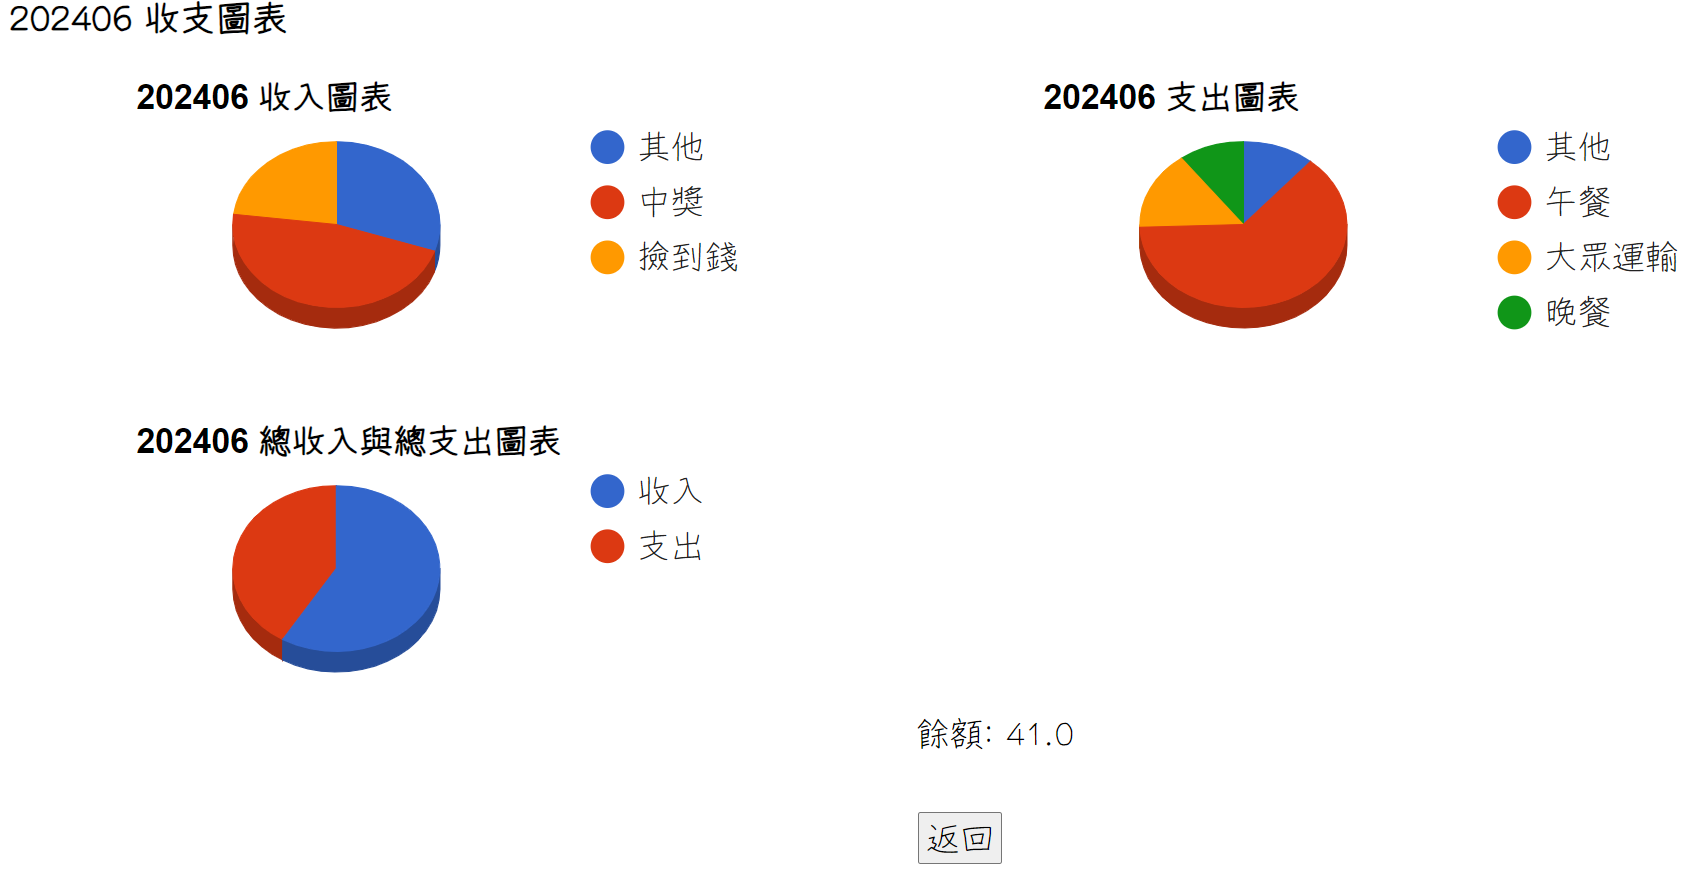 202406 收支圖表
202406 收入圖表
其他
中獎
撿到錢
202406 支出圖表
其他
午餐
大眾運輸
晚餐
202406 總收入與總支出圖表
收入
支出
餘額: 41.0
返回